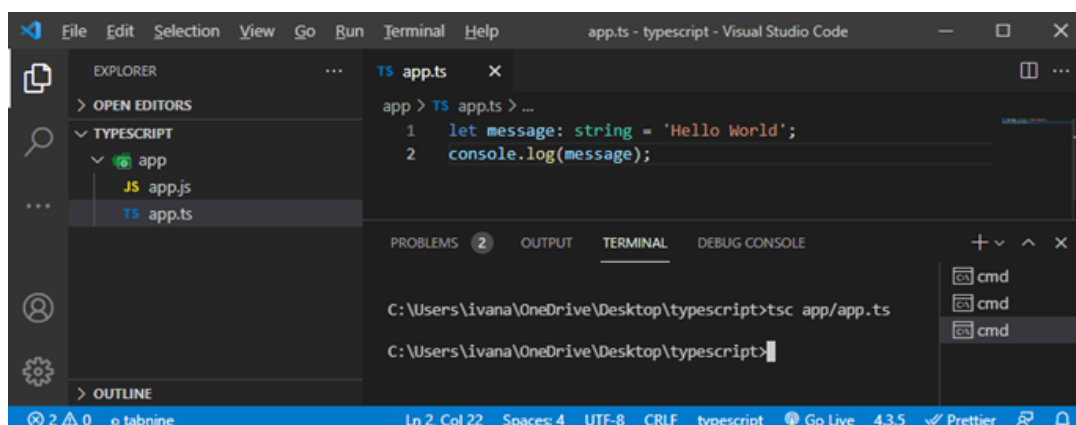 File Edit Selection View Go Run Terminal Help app.ts - typescript - Visual Studio Code
EXPLORER
OPEN EDITORS
TYPESCRIPT
app
JS app.js
TS app.ts
OUTLINE
TS app.ts
app > TS app.ts > ...
1 let message: string = 'Hello World';
2 console.log(message);
PROBLEMS 2 OUTPUT TERMINAL DEBUG CONSOLE
C:\Users\ivana\OneDrive\Desktop\typescript>tsc app/app.ts
C:\Users\ivana\OneDrive\Desktop\typescript>
cmd
cmd
cmd
2 0 tabnine Ln 2, Col 22 Spaces: 4 UTF-8 CRLF typescript Go Live 4.3.5 Prettier